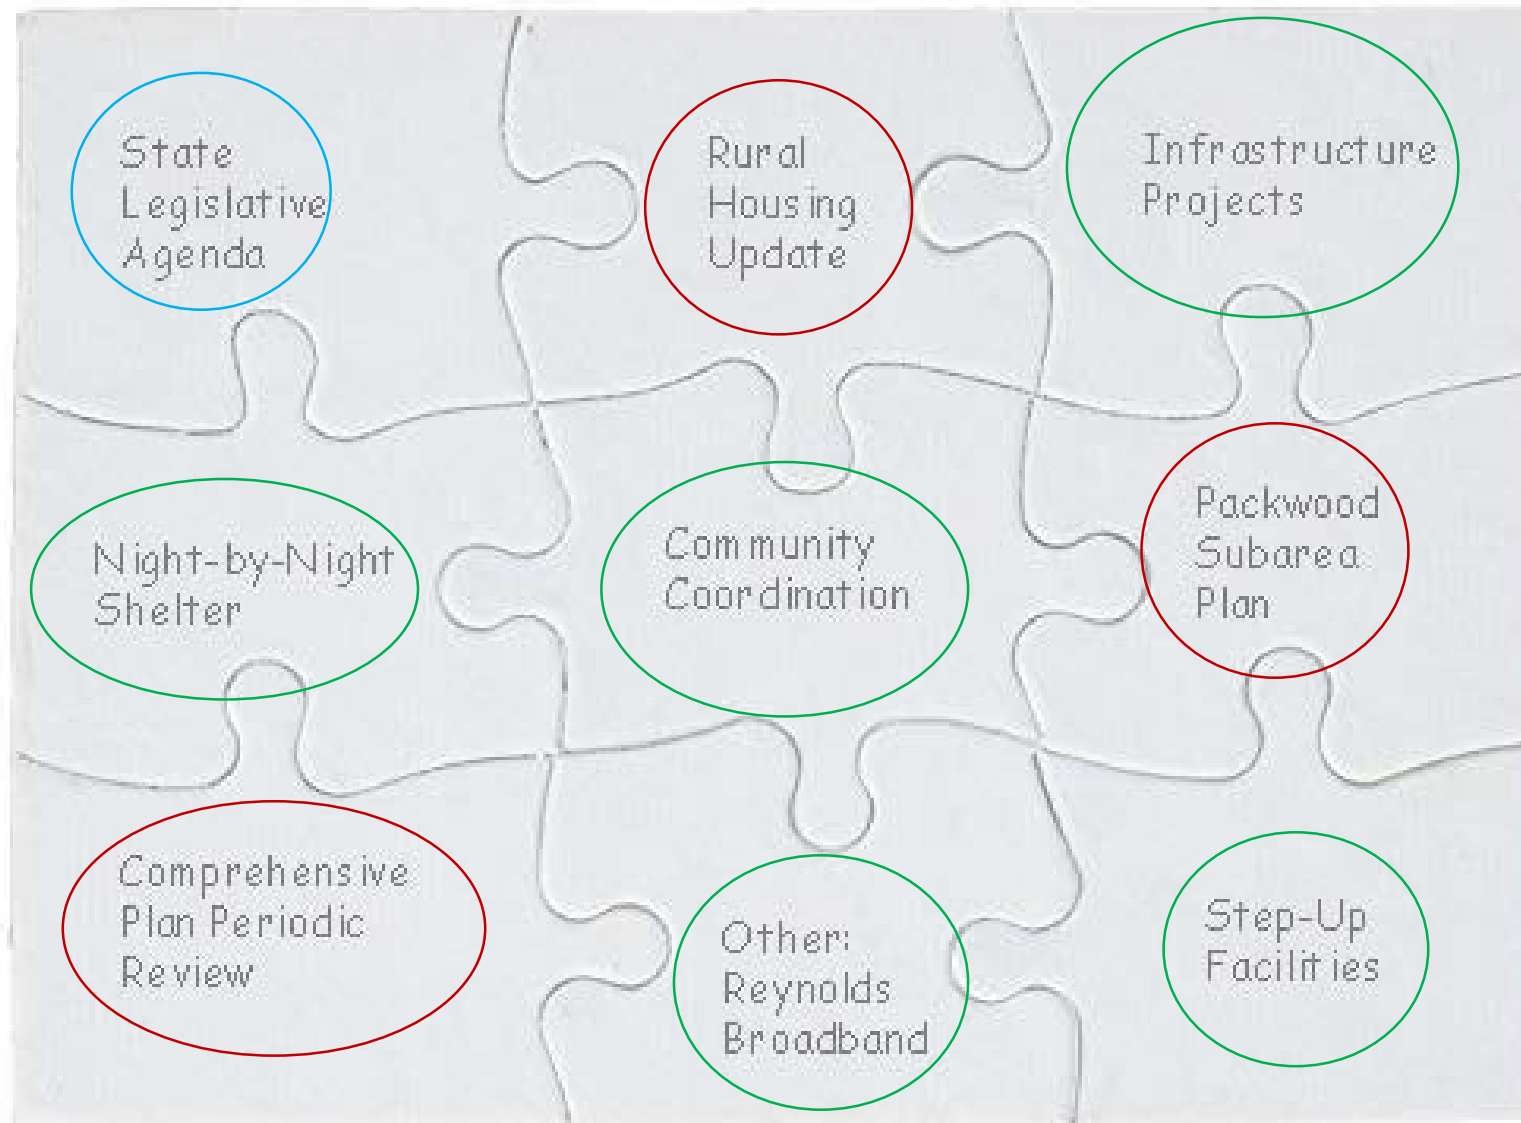 State
Legislative
Agenda
Rural
Housing
Update
Infrastructure
Projects
Night-by-Night
Shelter
Community
Coordination
Packwood
Subarea
Plan
Comprehensive
Plan Periodic
Review
Other:
Reynolds
Broadband
Step-Up
Facilities